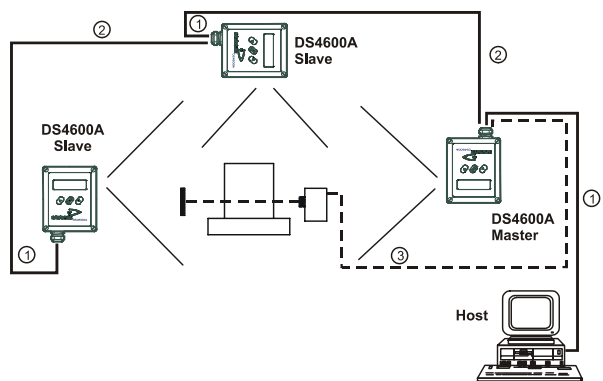 ①
②
DS4600A
Slave
②
DS4600A
Slave
①
DS4600A
Master
①
③
Host